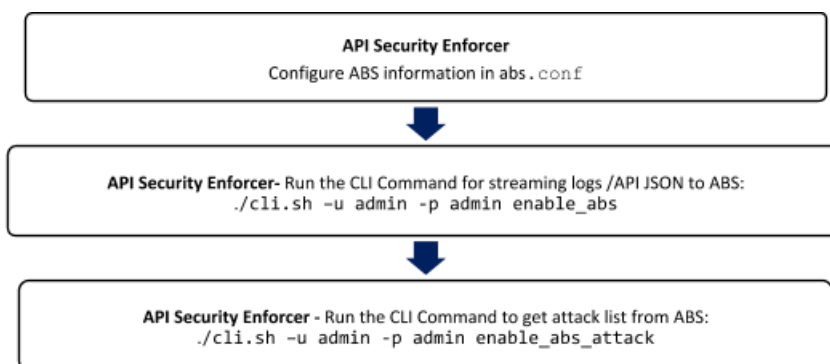 API Security Enforcer
Configure ABS information in abs.conf
API Security Enforcer- Run the CLI Command for streaming logs /API JSON to ABS:
./cli.sh –u admin -p admin enable_abs
API Security Enforcer - Run the CLI Command to get attack list from ABS:
./cli.sh –u admin -p admin enable_abs_attack